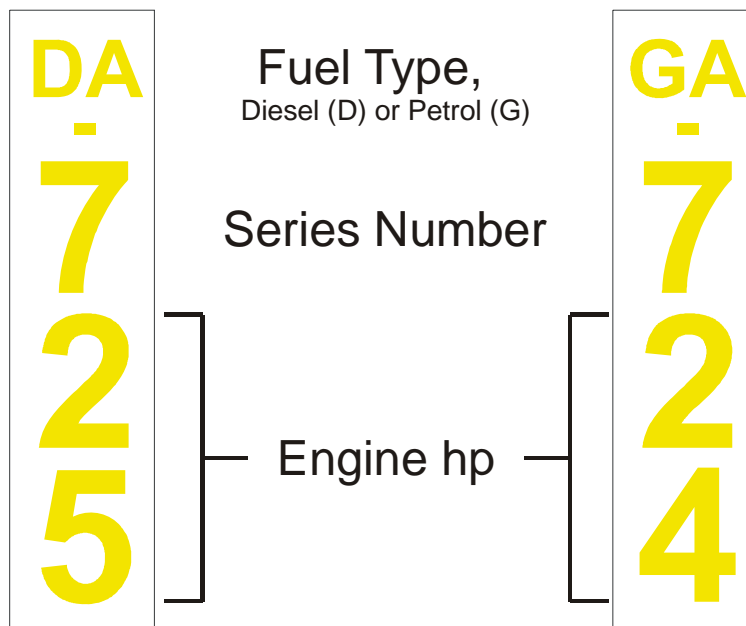 DA
-
7
2
5
Fuel Type,
Diesel (D) or Petrol (G)
Series Number
Engine hp
GA
-
7
2
4